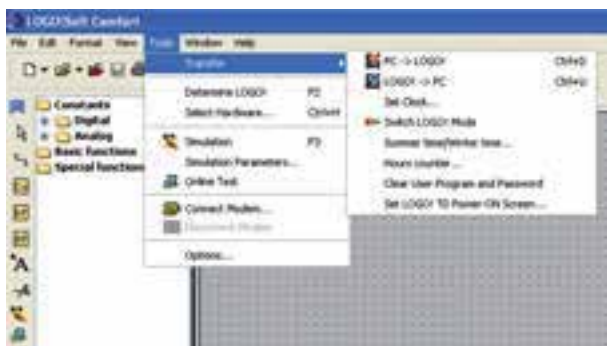 LOGO!Soft Comfort
File Edit Format View Tools Window Help
Transfer
Determine LOGO! F2
Select Hardware... Ctrl+H
Simulation F3
Simulation Parameters...
Online Test
Connect Modem...
Disconnect Modem
Options...
PC -> LOGO! Ctrl+D
LOGO! -> PC Ctrl+U
Set Clock...
Switch LOGO! Mode
Summer time/Winter time...
Hours counter...
Clear User Program and Password
Set LOGO! TD Power-ON Screen...
Constants
Digital
Analog
Basic functions
Special functions